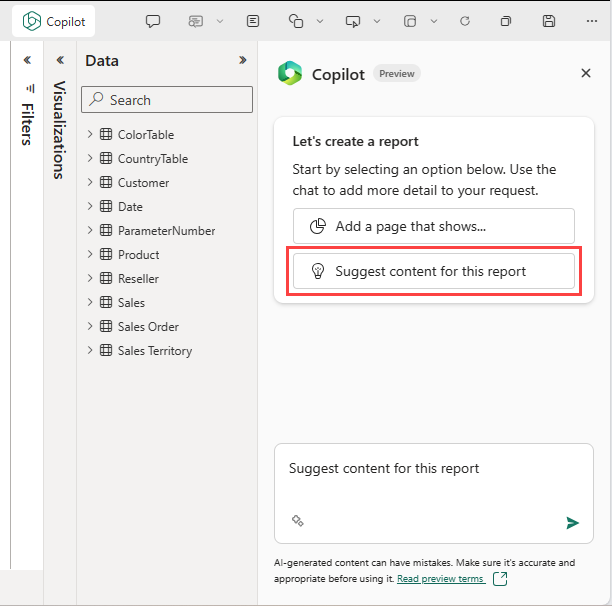 Copilot
Filters
Visualizations
Data
Search
ColorTable
CountryTable
Customer
Date
ParameterNumber
Product
Reseller
Sales
Sales Order
Sales Territory
Copilot Preview
Let's create a report
Start by selecting an option below. Use the
chat to add more detail to your request.
Add a page that shows...
Suggest content for this report
Suggest content for this report
AI-generated content can have mistakes. Make sure it's accurate and
appropriate before using it. Read preview terms